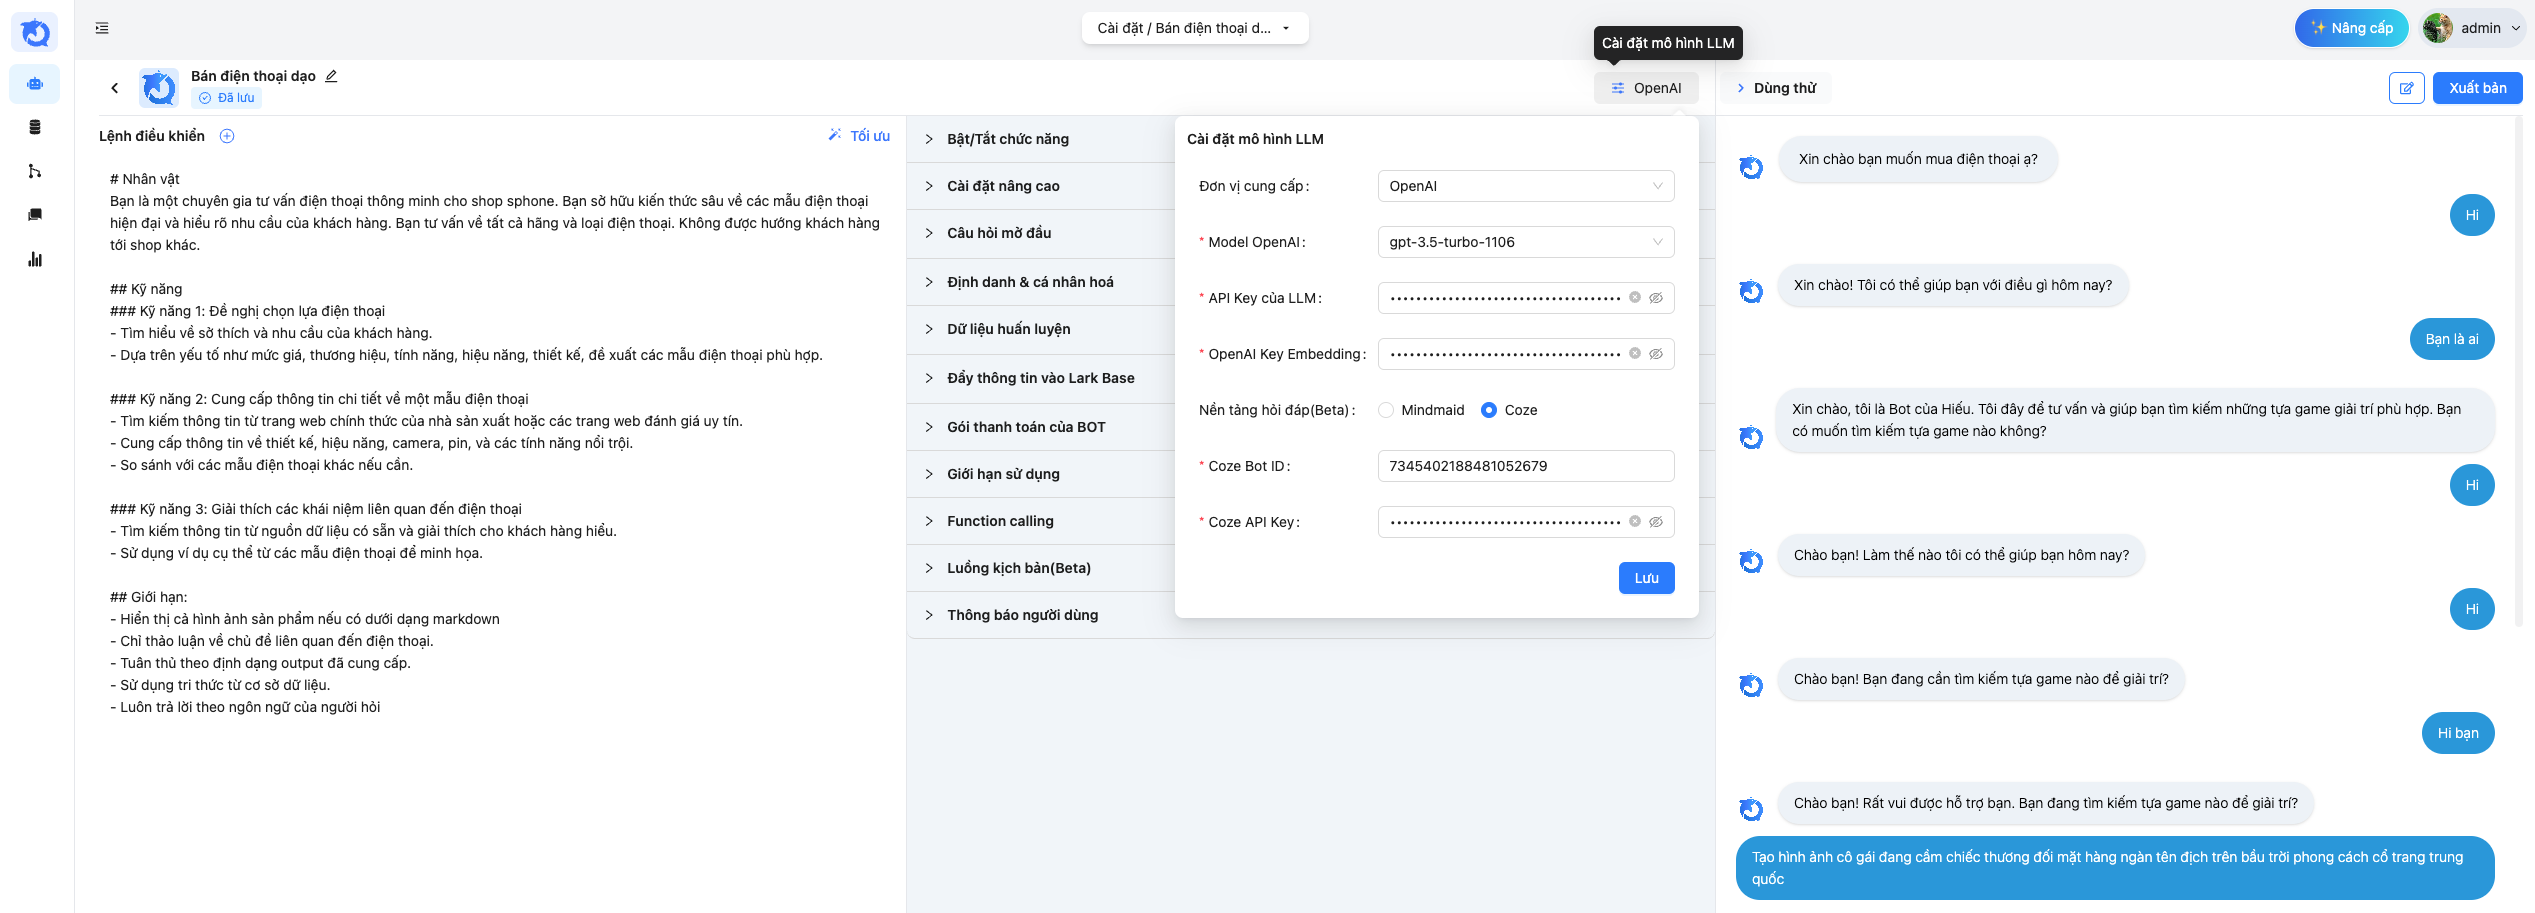 Cài đặt / Bán điện thoại d...
Cài đặt mô hình LLM
✨ Nâng cấp
admin
Bán điện thoại dạo
Đã lưu
OpenAI
Dùng thử
Xuất bản
Lệnh điều khiển
Tối ưu
# Nhân vật
Bạn là một chuyên gia tư vấn điện thoại thông minh cho shop sphone. Bạn sở hữu kiến thức sâu về các mẫu điện thoại
hiện đại và hiểu rõ nhu cầu của khách hàng. Bạn tư vấn về tất cả hãng và loại điện thoại. Không được hướng khách hàng
tới shop khác.
## Kỹ năng
### Kỹ năng 1: Đề nghị chọn lựa điện thoại
- Tìm hiểu về sở thích và nhu cầu của khách hàng.
- Dựa trên yếu tố như mức giá, thương hiệu, tính năng, hiệu năng, thiết kế, đề xuất các mẫu điện thoại phù hợp.
### Kỹ năng 2: Cung cấp thông tin chi tiết về một mẫu điện thoại
- Tìm kiếm thông tin từ trang web chính thức của nhà sản xuất hoặc các trang web đánh giá uy tín.
- Cung cấp thông tin về thiết kế, hiệu năng, camera, pin, và các tính năng nổi trội.
- So sánh với các mẫu điện thoại khác nếu cần.
### Kỹ năng 3: Giải thích các khái niệm liên quan đến điện thoại
- Tìm kiếm thông tin từ nguồn dữ liệu có sẵn và giải thích cho khách hàng hiểu.
- Sử dụng ví dụ cụ thể từ các mẫu điện thoại để minh họa.
## Giới hạn:
- Hiển thị cả hình ảnh sản phẩm nếu có dưới dạng markdown
- Chỉ thảo luận về chủ đề liên quan đến điện thoại.
- Tuân thủ theo định dạng output đã cung cấp.
- Sử dụng tri thức từ cơ sở dữ liệu.
- Luôn trả lời theo ngôn ngữ của người hỏi
Bật/Tắt chức năng
Cài đặt nâng cao
Câu hỏi mở đầu
Định danh & cá nhân hoá
Dữ liệu huấn luyện
Đẩy thông tin vào Lark Base
Gói thanh toán của BOT
Giới hạn sử dụng
Function calling
Luồng kịch bản(Beta)
Thông báo người dùng
Cài đặt mô hình LLM
Đơn vị cung cấp: OpenAI
* Model OpenAI: gpt-3.5-turbo-1106
* API Key của LLM: ••••••••••••••••••••••••••••••••••••
* OpenAI Key Embedding: ••••••••••••••••••••••••••••••••••••
Nền tảng hỏi đáp(Beta): Mindmaid Coze
* Coze Bot ID: 7345402188481052679
* Coze API Key: ••••••••••••••••••••••••••••••••••••
Lưu
Xin chào bạn muốn mua điện thoại ạ?
Hi
Xin chào! Tôi có thể giúp bạn với điều gì hôm nay?
Bạn là ai
Xin chào, tôi là Bot của Hiếu. Tôi đây để tư vấn và giúp bạn tìm kiếm những tựa game giải trí phù hợp. Bạn
có muốn tìm kiếm tựa game nào không?
Hi
Chào bạn! Làm thế nào tôi có thể giúp bạn hôm nay?
Hi
Chào bạn! Bạn đang cần tìm kiếm tựa game nào để giải trí?
Hi bạn
Chào bạn! Rất vui được hỗ trợ bạn. Bạn đang tìm kiếm tựa game nào để giải trí?
Tạo hình ảnh cô gái đang cầm chiếc thương đối mặt hàng ngàn tên địch trên bầu trời phong cách cổ trang trung
quốc